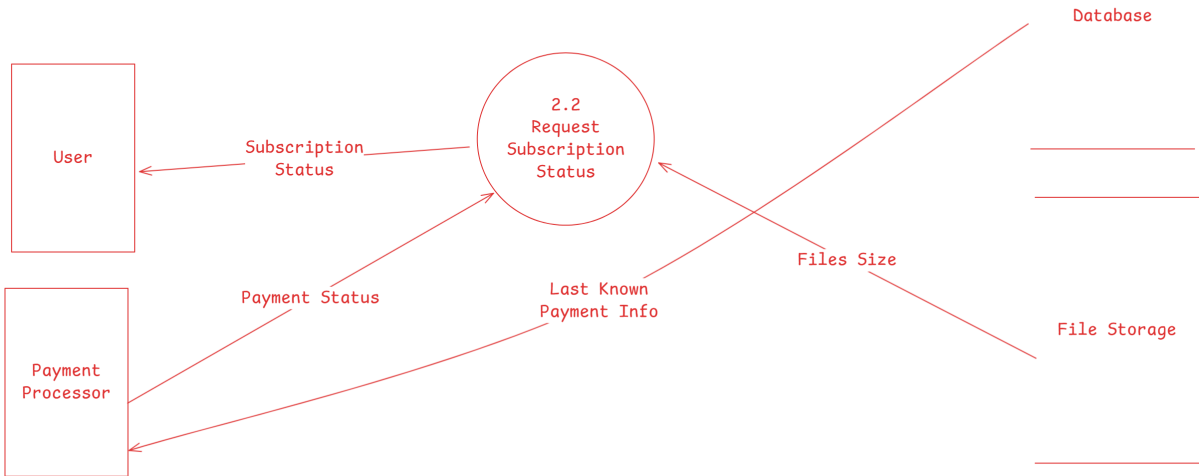 Database
User
2.2
Request
Subscription
Status
Subscription
Status
Files Size
Payment Status
Last Known
Payment Info
File Storage
Payment
Processor